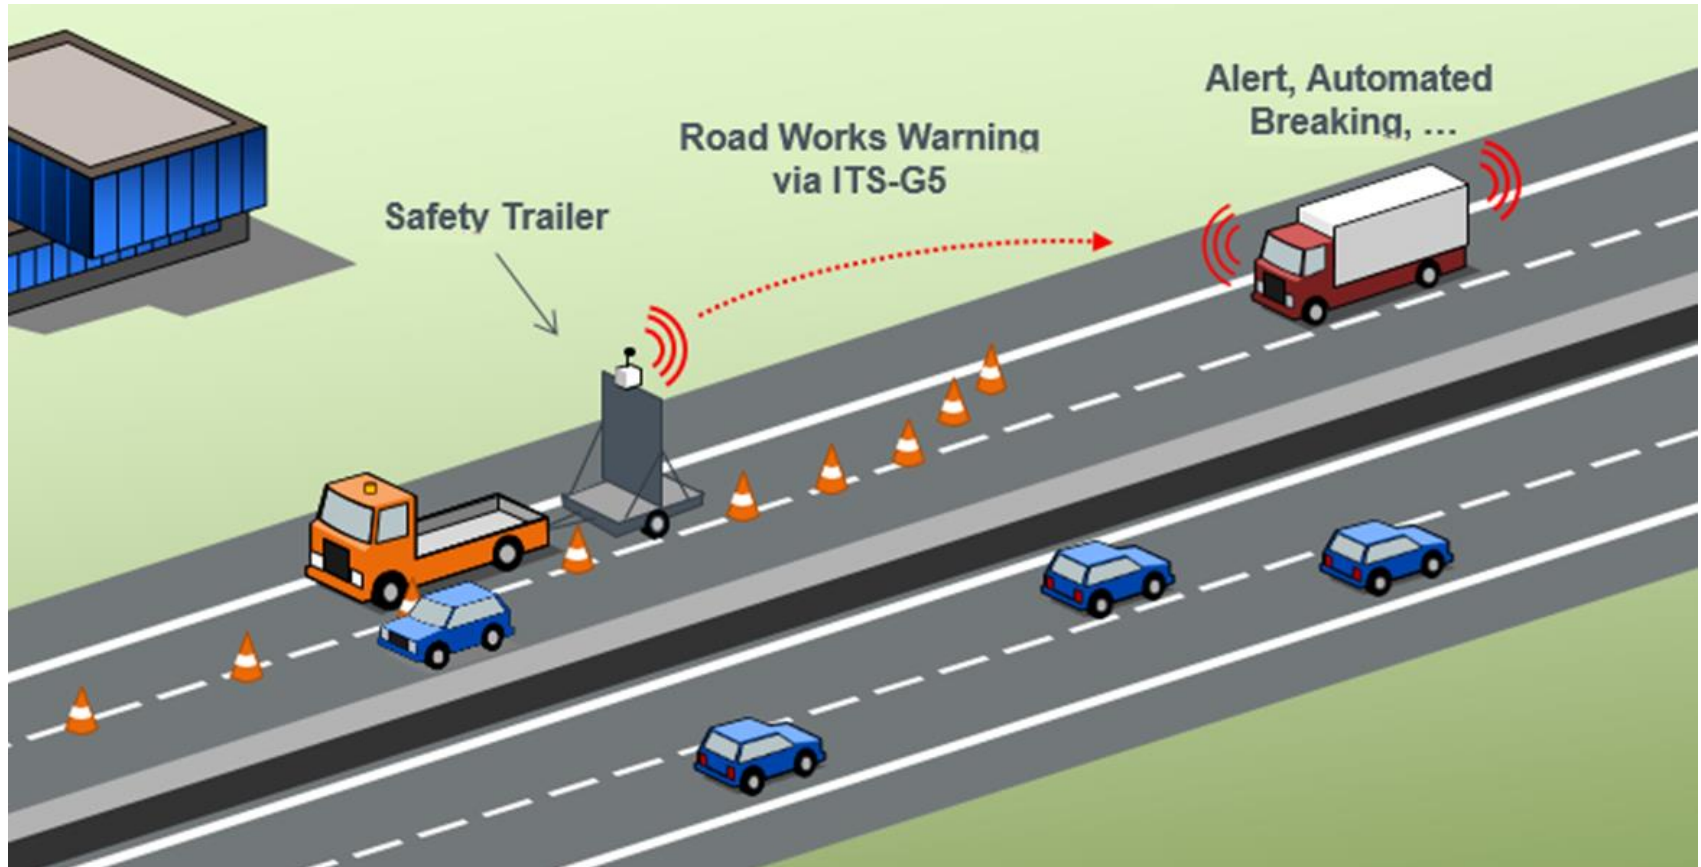 Alert, Automated
Breaking, ...
Road Works Warning
via ITS-G5
Safety Trailer